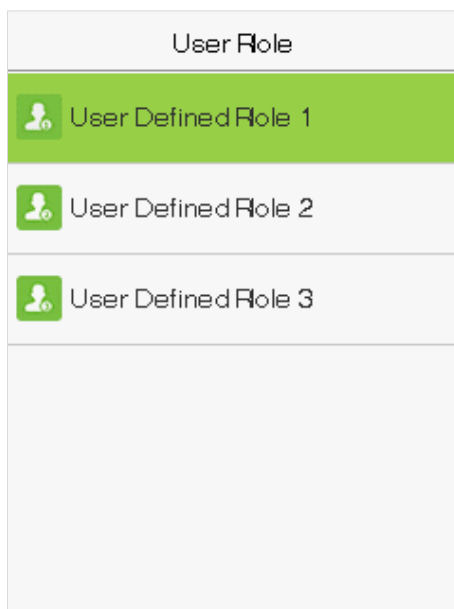 User Role
User Defined Role 1
User Defined Role 2
User Defined Role 3